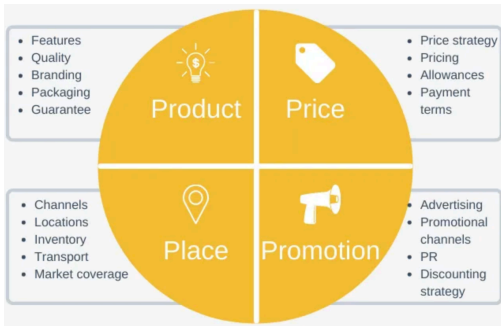 Features
Quality
Branding
Packaging
Guarantee
Product
Price
Price strategy
Pricing
Allowances
Payment
terms
Channels
Locations
Inventory
Transport
Market coverage
Place
Promotion
Advertising
Promotional
channels
PR
Discounting
strategy